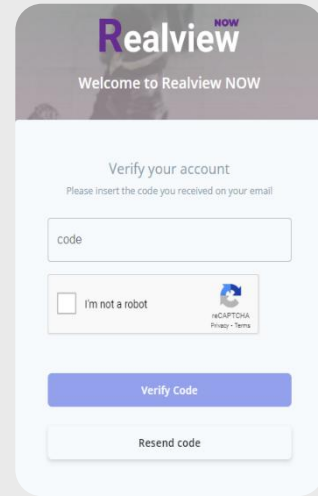 NOW
Realview
Welcome to Realview NOW
Verify your account
Please insert the code you received on your email
code
I'm not a robot
reCAPTCHA
Privacy - Terms
Verify Code
Resend code